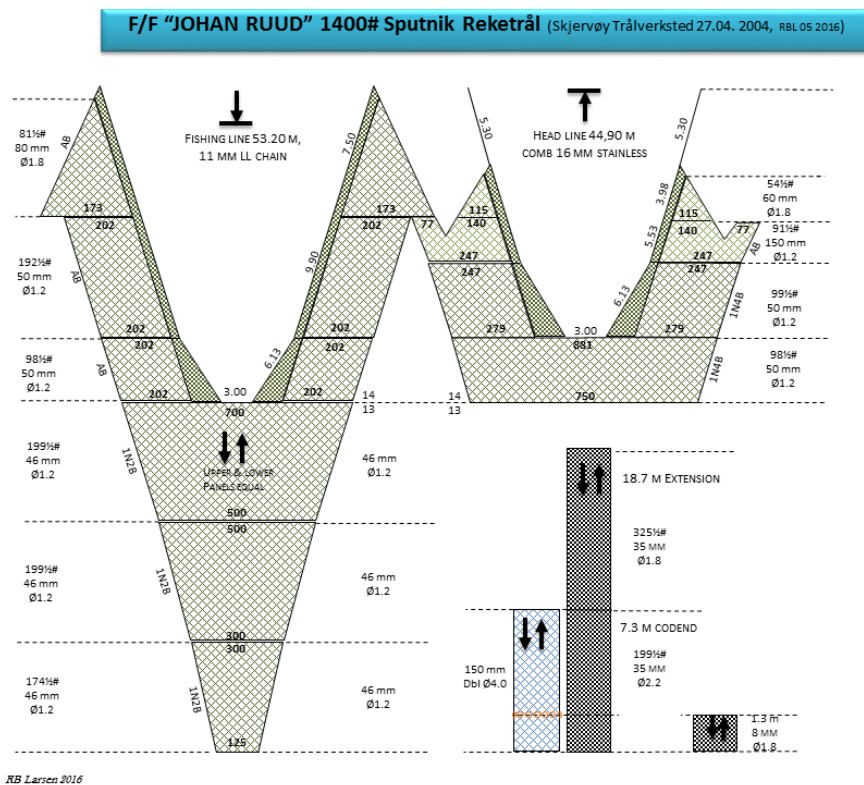 F/F “JOHAN RUUD” 1400# Sputnik Reketrål (Skjervøy Trålverksted 27.04. 2004, RBL 05 2016)
81½#
80 mm
Ø1.8
AB
FISHING LINE 53.20 M,
11 MM LL CHAIN
7.50
5.30
HEAD LINE 44,90 M
COMB 16 MM STAINLESS
5.30
54½#
60 mm
Ø1.8
3.98
173
202
173
202
77
115
140
115
140
77
91½#
150 mm
Ø1.2
AB
192½#
50 mm
Ø1.2
AB
9.90
5.53
247
247
247
247
6.13
1N4B
99½#
50 mm
Ø1.2
202
202
202
202
279
3.00
881
279
98½#
50 mm
Ø1.2
AB
6.13
1N4B
98½#
50 mm
Ø1.2
202
3.00
202
700
14
13
14
13
750
199½#
46 mm
Ø1.2
1N2B
UPPER & LOWER
PANELS EQUAL
46 mm
Ø1.2
18.7 M EXTENSION
500
500
325½#
35 MM
Ø1.8
199½#
46 mm
Ø1.2
1N2B
46 mm
Ø1.2
300
300
7.3 M CODEND
199½#
35 MM
Ø2.2
150 mm
Dbl Ø4.0
174½#
46 mm
Ø1.2
1N2B
46 mm
Ø1.2
125
1.3 m
8 MM
Ø1.8
RB Larsen 2016